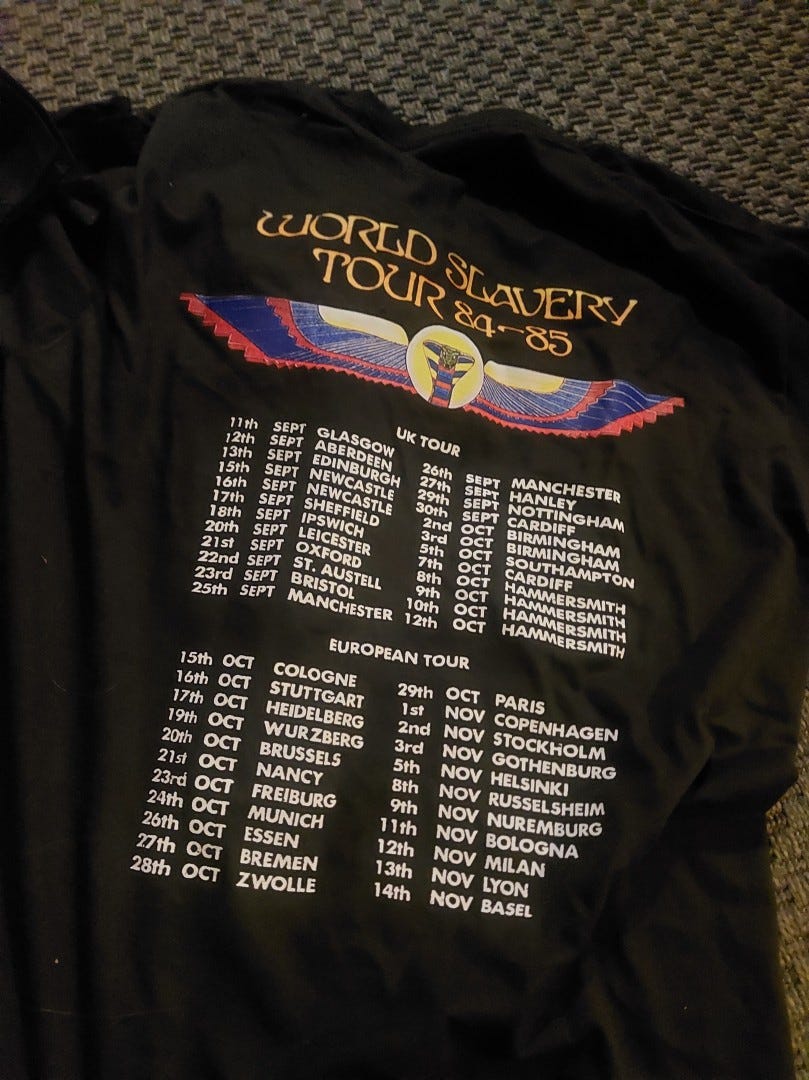 WORLD SLAVERY
TOUR 84-85
UK TOUR
11th SEPT GLASGOW
12th SEPT ABERDEEN
13th SEPT EDINBURGH
15th SEPT NEWCASTLE
16th SEPT NEWCASTLE
17th SEPT SHEFFIELD
18th SEPT IPSWICH
20th SEPT LEICESTER
21st SEPT OXFORD
22nd SEPT ST. AUSTELL
23rd SEPT BRISTOL
25th SEPT MANCHESTER
26th SEPT MANCHESTER
27th SEPT HANLEY
29th SEPT NOTTINGHAM
30th SEPT CARDIFF
2nd OCT BIRMINGHAM
3rd OCT BIRMINGHAM
5th OCT SOUTHAMPTON
7th OCT CARDIFF
8th OCT HAMMERSMITH
9th OCT HAMMERSMITH
10th OCT HAMMERSMITH
12th OCT HAMMERSMITH
EUROPEAN TOUR
15th OCT COLOGNE
16th OCT STUTTGART
17th OCT HEIDELBERG
19th OCT WURZBERG
20th OCT BRUSSELS
21st OCT NANCY
23rd OCT FREIBURG
24th OCT MUNICH
26th OCT ESSEN
27th OCT BREMEN
28th OCT ZWOLLE
29th OCT PARIS
1st NOV COPENHAGEN
2nd NOV STOCKHOLM
3rd NOV GOTHENBURG
5th NOV HELSINKI
8th NOV RUSSELSHEIM
9th NOV NUREMBURG
11th NOV BOLOGNA
12th NOV MILAN
13th NOV LYON
14th NOV BASEL